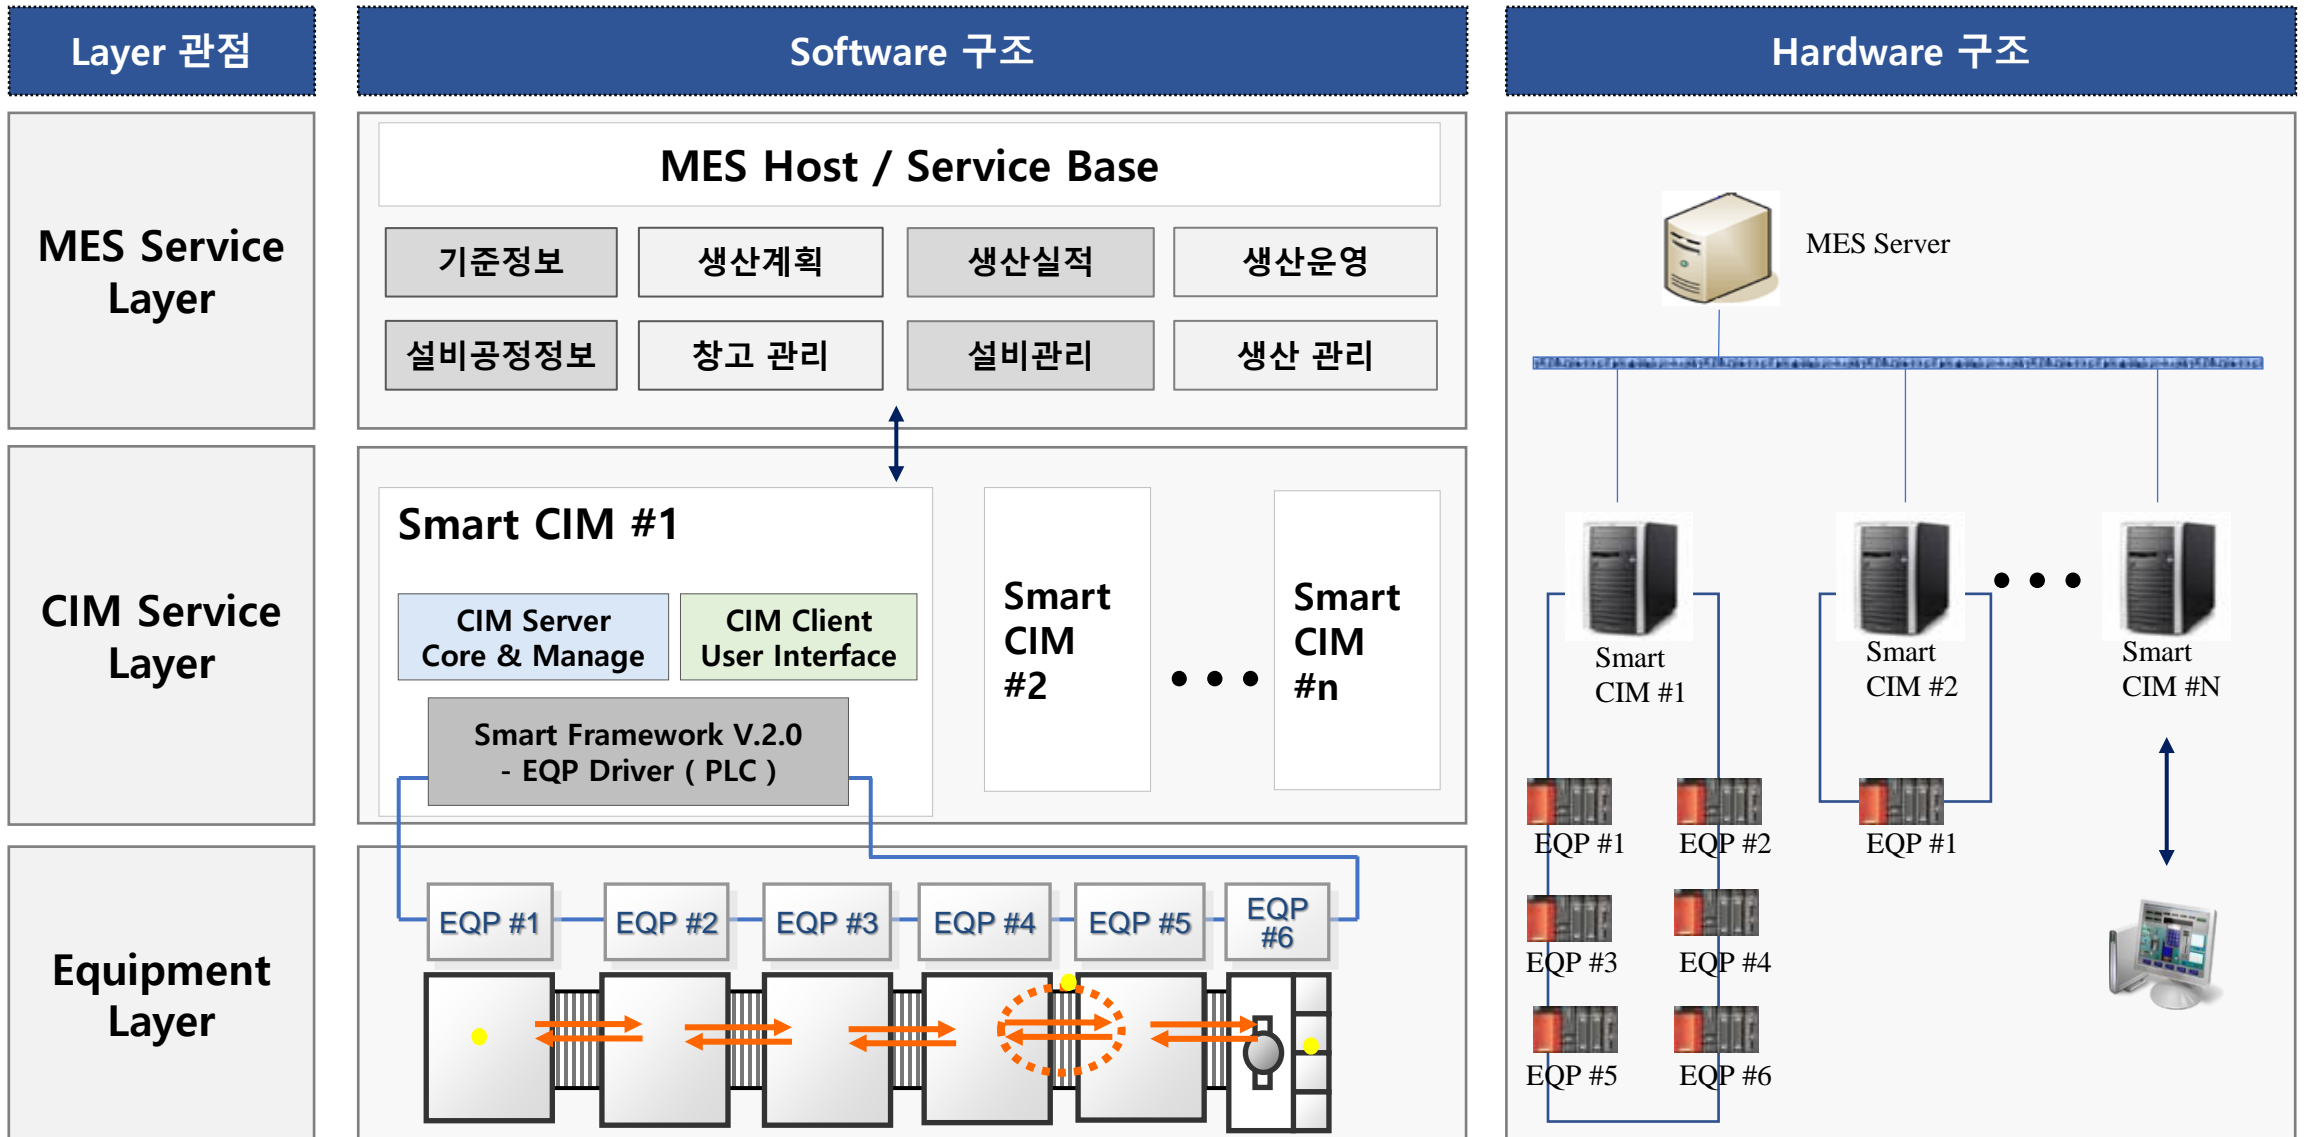 Layer 관점
Software 구조
Hardware 구조
MES Service
Layer
MES Host / Service Base
기준정보
생산계획
생산실적
생산운영
설비공정정보
창고 관리
설비관리
생산 관리
MES Server
CIM Service
Layer
Smart CIM #1
CIM Server
Core & Manage
CIM Client
User Interface
Smart Framework V.2.0
- EQP Driver ( PLC )
Smart
CIM
#2
Smart
CIM
#n
Smart
CIM #1
Smart
CIM #2
Smart
CIM #N
EQP #1
EQP #2
EQP #1
EQP #3
EQP #4
EQP #5
EQP #6
Equipment
Layer
EQP #1
EQP #2
EQP #3
EQP #4
EQP #5
EQP
#6